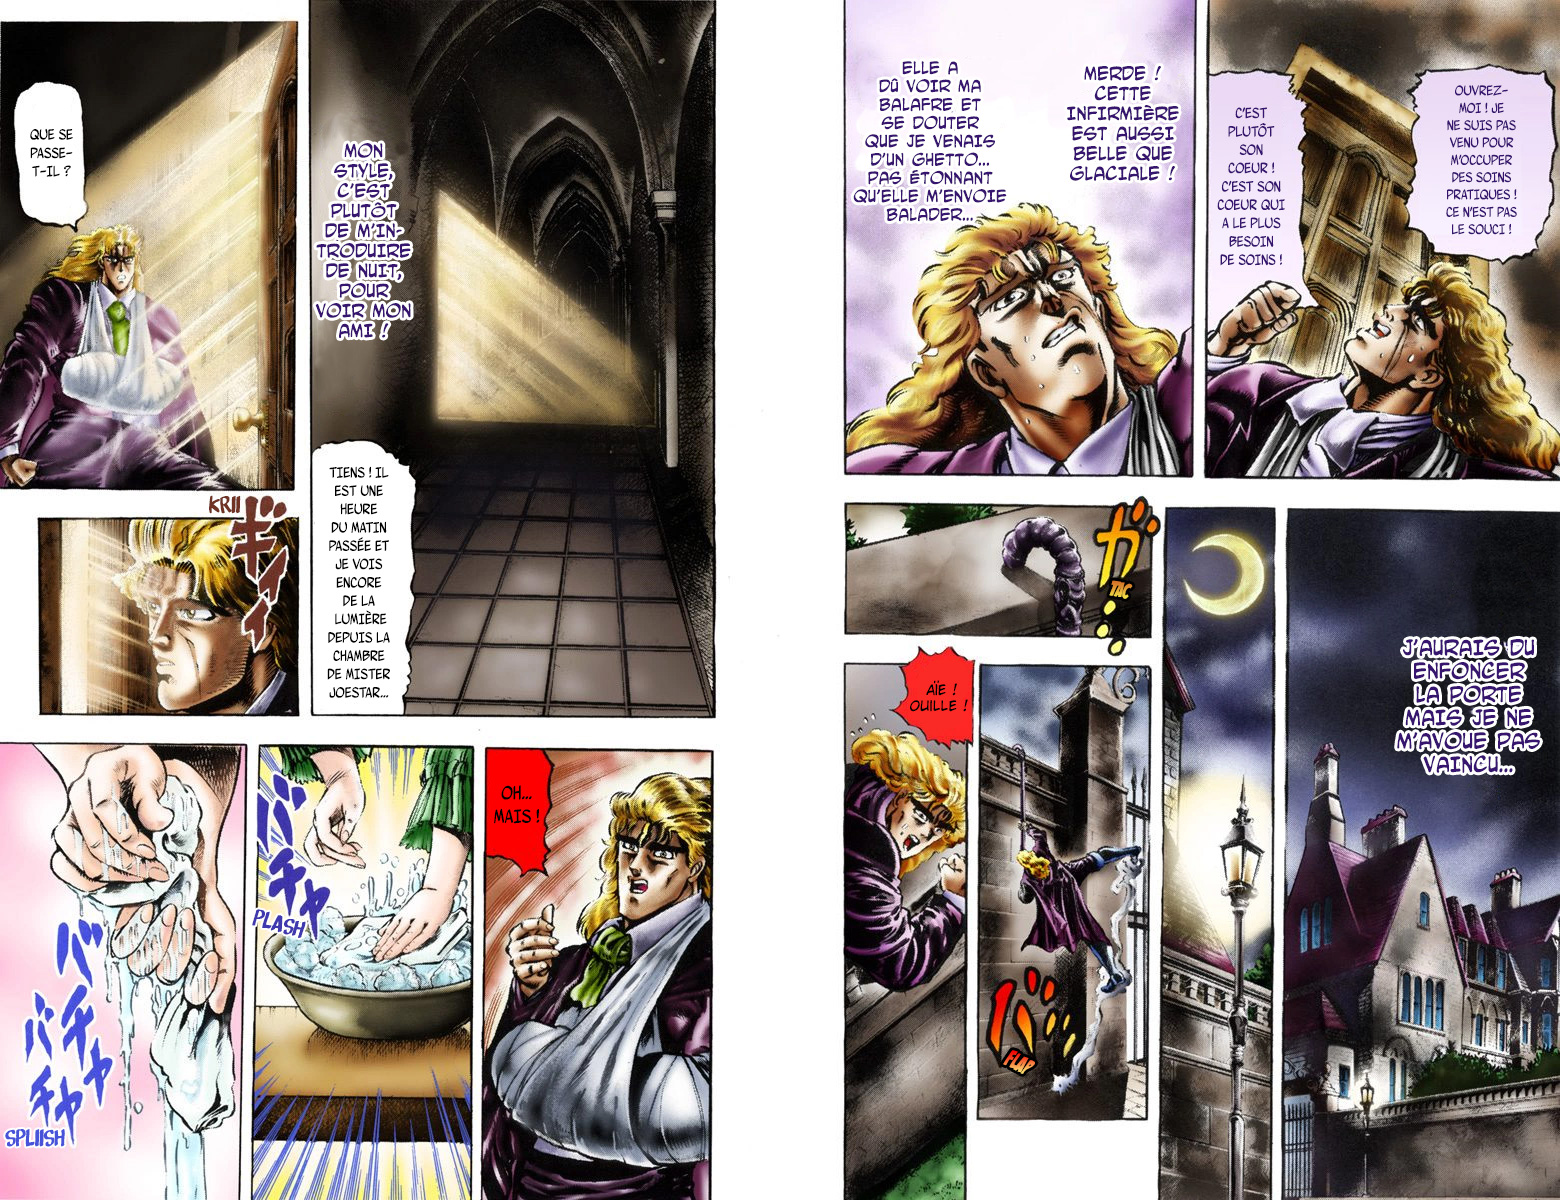 OUVREZ-
MOI ! JE
NE SUIS PAS
VENU POUR
M'OCCUPER
DES SOINS
PRATIQUES !
CE N'EST PAS
LE SOUCI !
C'EST
PLUTÔT
SON
COEUR !
C'EST SON
COEUR QUI
A LE PLUS
BESOIN
DE SOINS !
MERDE !
CETTE
INFIRMIÈRE
EST AUSSI
BELLE QUE
GLACIALE !
ELLE A
DÛ VOIR MA
BALAFRE ET
SE DOUTER
QUE JE VENAIS
D'UN GHETTO...
PAS ÉTONNANT
QU'ELLE M'ENVOIE
BALADER...
J'AURAIS DU
ENFONCER
LA PORTE
MAIS JE NE
M'AVOUE PAS
VAINCU...
ガッ
TAC
バッ
FLAP
AÏE !
OUILLE !
MON
STYLE,
C'EST
PLUTÔT
DE M'IN-
TRODUIRE
DE NUIT,
POUR
VOIR MON
AMI !
TIENS ! IL
EST UNE
HEURE
DU MATIN
PASSÉE ET
JE VOIS
ENCORE
DE LA
LUMIÈRE
DEPUIS LA
CHAMBRE
DE MISTER
JOESTAR...
QUE SE
PASSE-
T-IL ?
KRII
ギィィ
OH...
MAIS !
バチャ
PLASH
バチャ
バチャ
SPLIISH